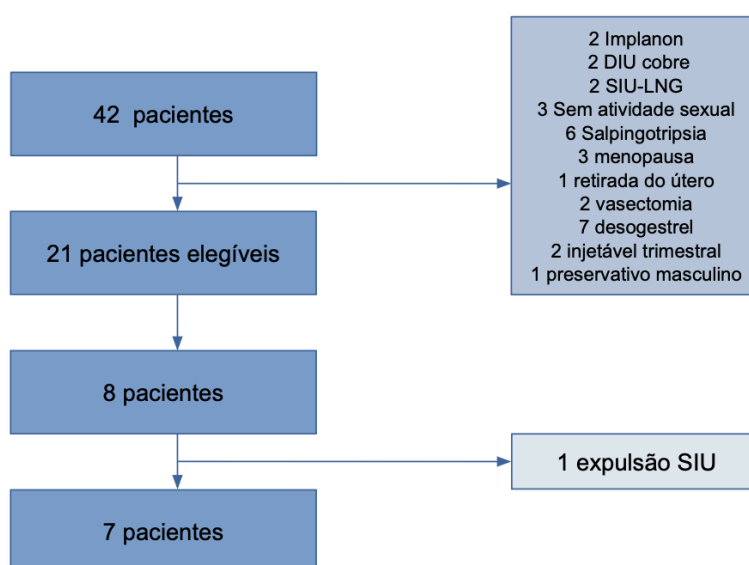 42 pacientes
2 Implanon
2 DIU cobre
2 SIU-LNG
3 Sem atividade sexual
6 Salpingotripsia
3 menopausa
1 retirada do útero
2 vasectomia
7 desogestrel
2 injetável trimestral
1 preservativo masculino
21 pacientes elegíveis
8 pacientes
1 expulsão SIU
7 pacientes